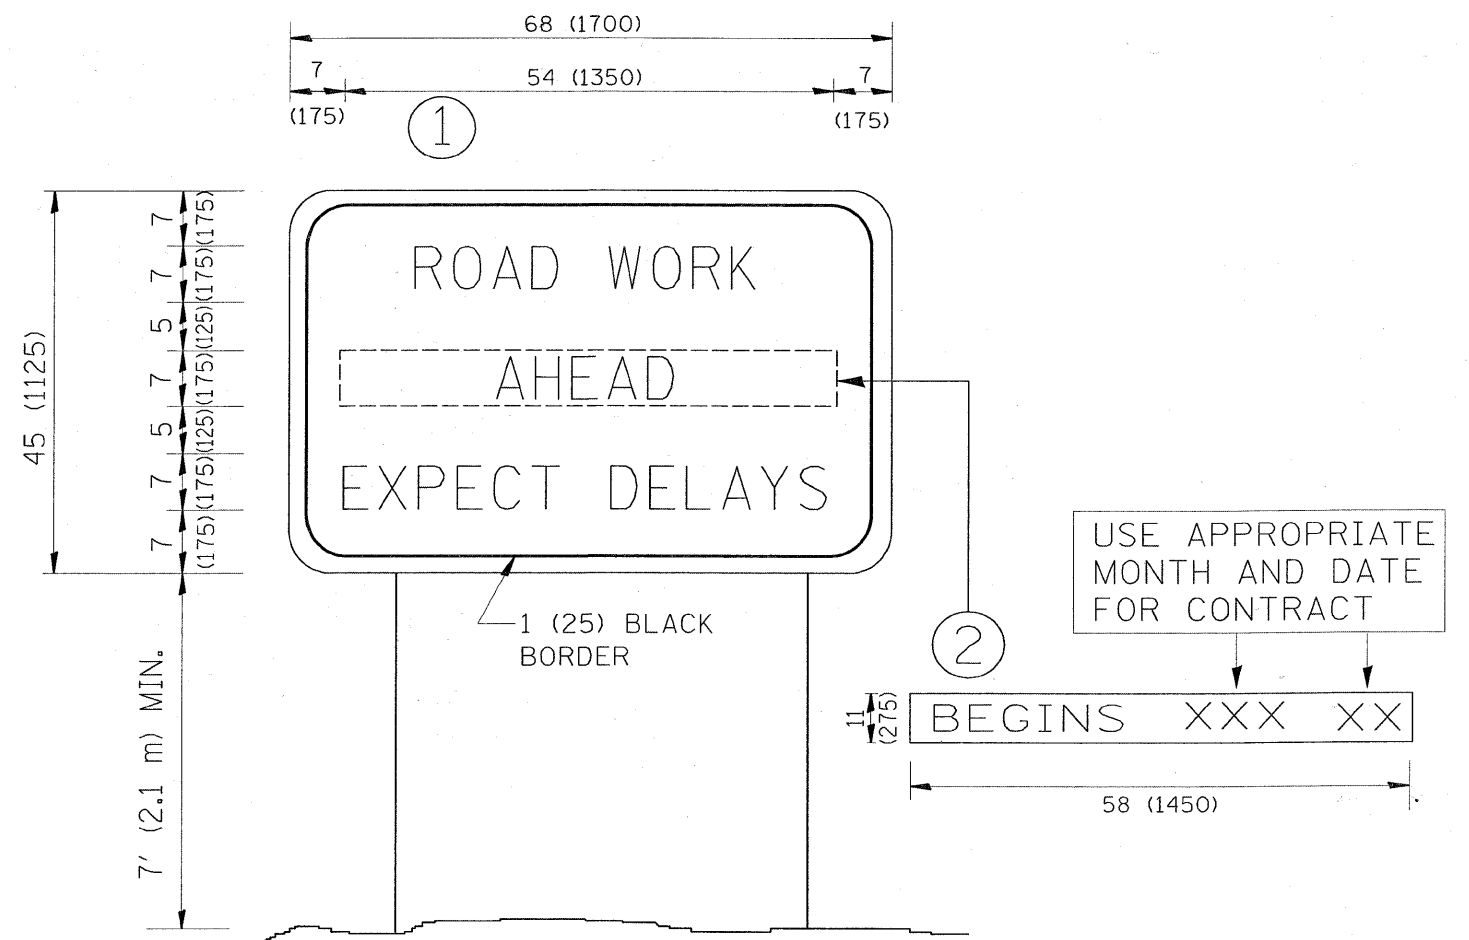 68 (1700)
7
54 (1350)
7
(175)
(175)
1
45 (1125)
7 (175)
7 (175)
5 (125)
7 (175)
5 (125)
7 (175)
7 (175)
ROAD WORK
AHEAD
EXPECT DELAYS
1 (25) BLACK
BORDER
7' (2.1 m) MIN.
2
USE APPROPRIATE
MONTH AND DATE
FOR CONTRACT
11
(275)
BEGINS XXX XX
58 (1450)